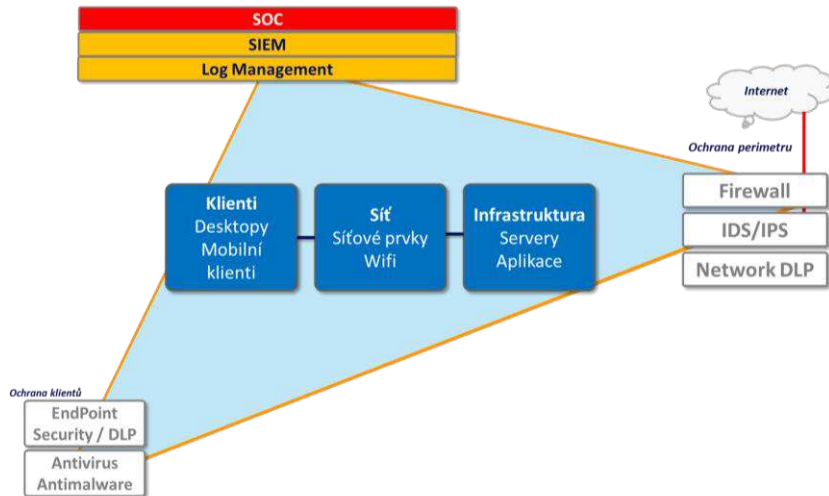 SOC
SIEM
Log Management
Internet
Ochrana perimetru
Firewall
IDS/IPS
Network DLP
Klienti
Desktopy
Mobilní
klienti
Síť
Síťové prvky
Wifi
Infrastruktura
Servery
Aplikace
Ochrana klientů
EndPoint
Security / DLP
Antivirus
Antimalware